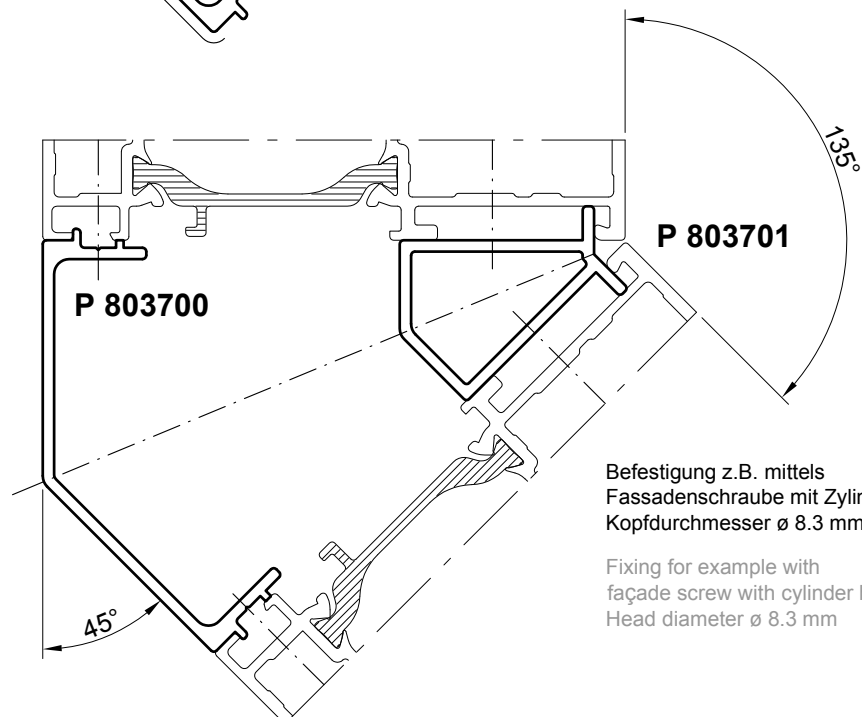 135°
P 803701
P 803700
Befestigung z.B. mittels
Fassadenschraube mit
Kopfdurchmesser ø 8.3 mm
Fixing for example with
façade screw with cylinder
Head diameter ø 8.3 mm
45°